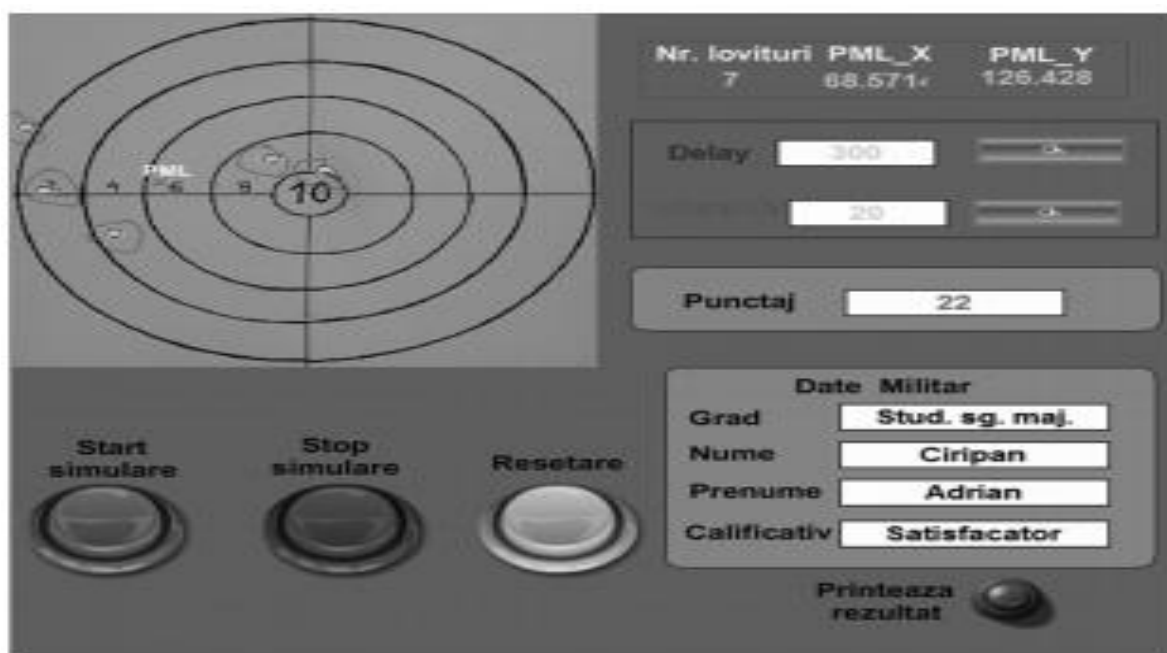 Nr. lovituri PML_X PML_Y
7 68.571 126.428
PML
2 4 6 8 10
Delay 300
20
Punctaj 22
Date Militar
Grad Stud. sg. maj.
Nume Ciripan
Prenume Adrian
Calificativ Satisfacator
Start
simulare
Stop
simulare
Resetare
Printeaza
rezultat